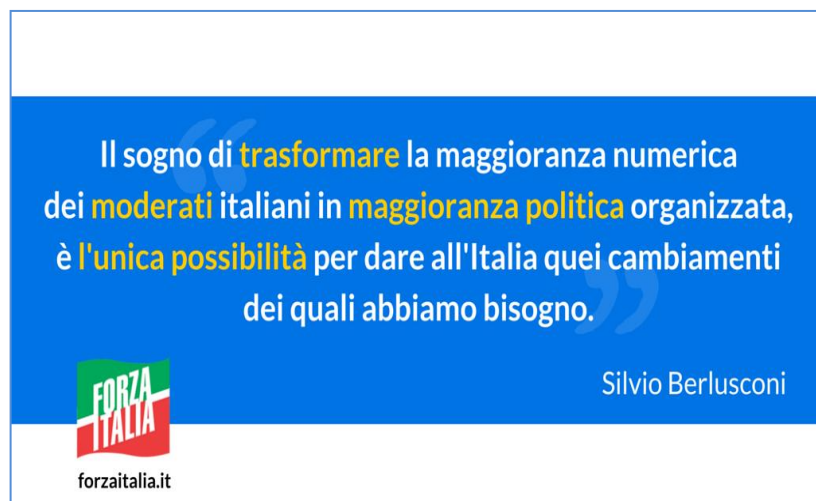 Il sogno di trasformare la maggioranza numerica
dei moderati italiani in maggioranza politica organizzata,
è l'unica possibilità per dare all'Italia quei cambiamenti
dei quali abbiamo bisogno.
Silvio Berlusconi
FORZA
ITALIA
forzaitalia.it